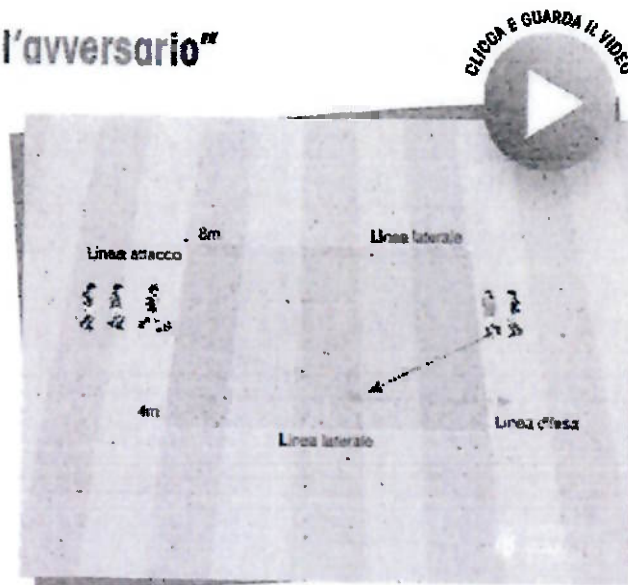 l'avversario"
CLICCA E GUARDA IL VIDEO
8m
Linea laterale
Linea attacco
4m
Linea difesa
Linea laterale